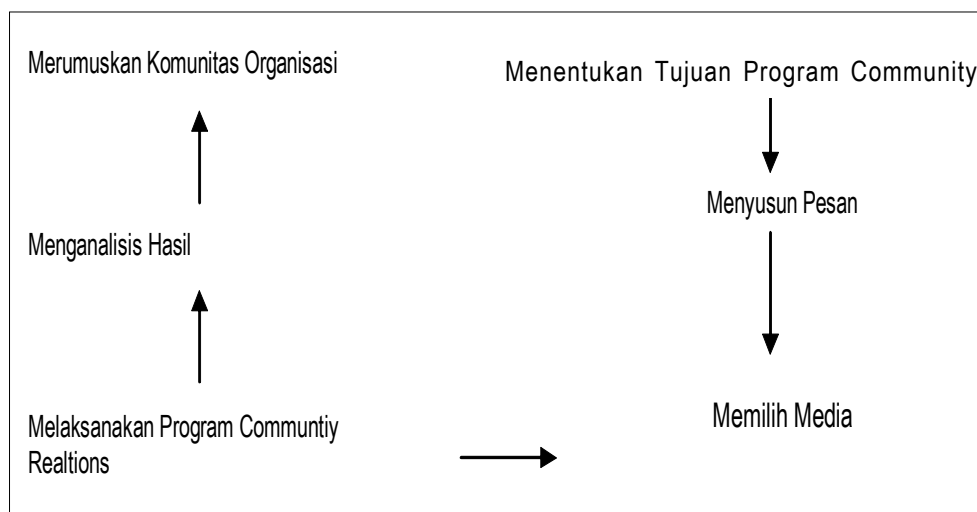 Merumuskan Komunitas Organisasi
Menentukan Tujuan Program Community
Menyusun Pesan
Menganalisis Hasil
Memilih Media
Melaksanakan Program Communtiy
Realtions